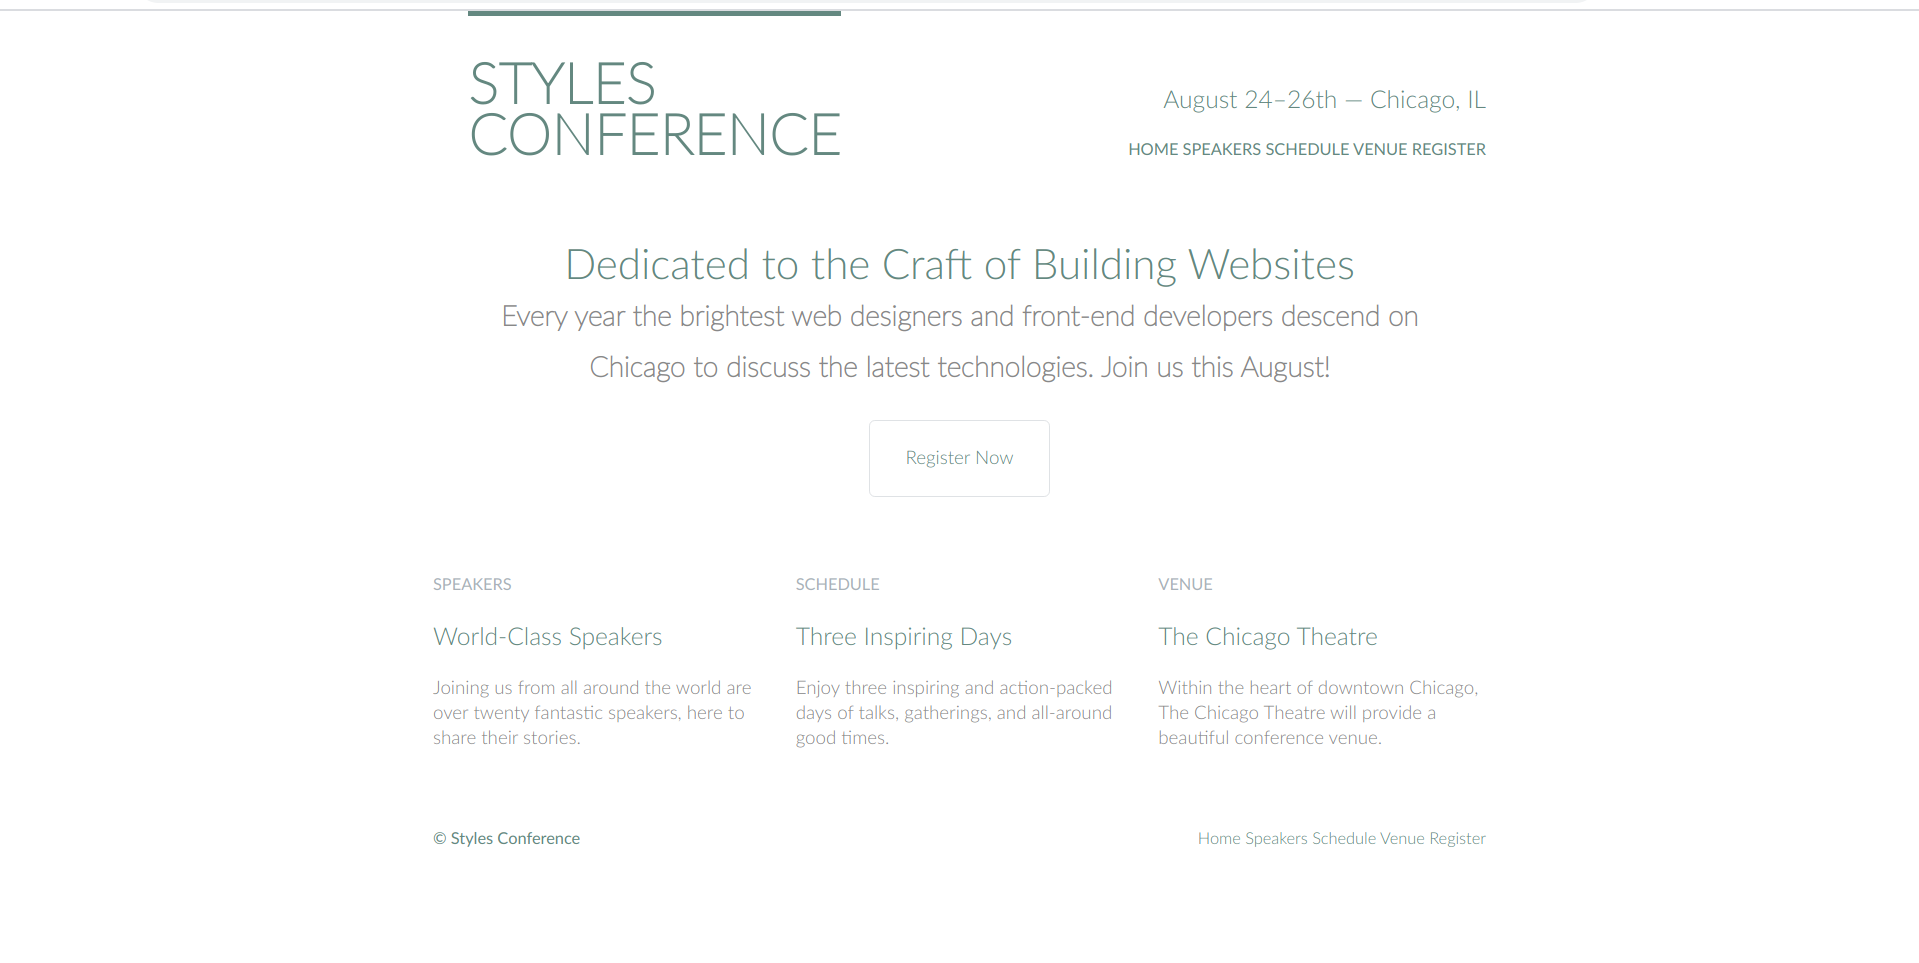 STYLES
CONFERENCE
August 24–26th — Chicago, IL
HOME SPEAKERS SCHEDULE VENUE REGISTER
Dedicated to the Craft of Building Websites
Every year the brightest web designers and front-end developers descend on
Chicago to discuss the latest technologies. Join us this August!
Register Now
SPEAKERS
World-Class Speakers
Joining us from all around the world are
over twenty fantastic speakers, here to
share their stories.
SCHEDULE
Three Inspiring Days
Enjoy three inspiring and action-packed
days of talks, gatherings, and all-around
good times.
VENUE
The Chicago Theatre
Within the heart of downtown Chicago,
The Chicago Theatre will provide a
beautiful conference venue.
© Styles Conference
Home Speakers Schedule Venue Register